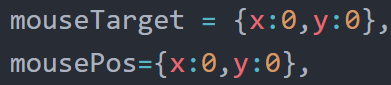 mouseTarget = {x:0,y:0},
mousePos={x:0,y:0},